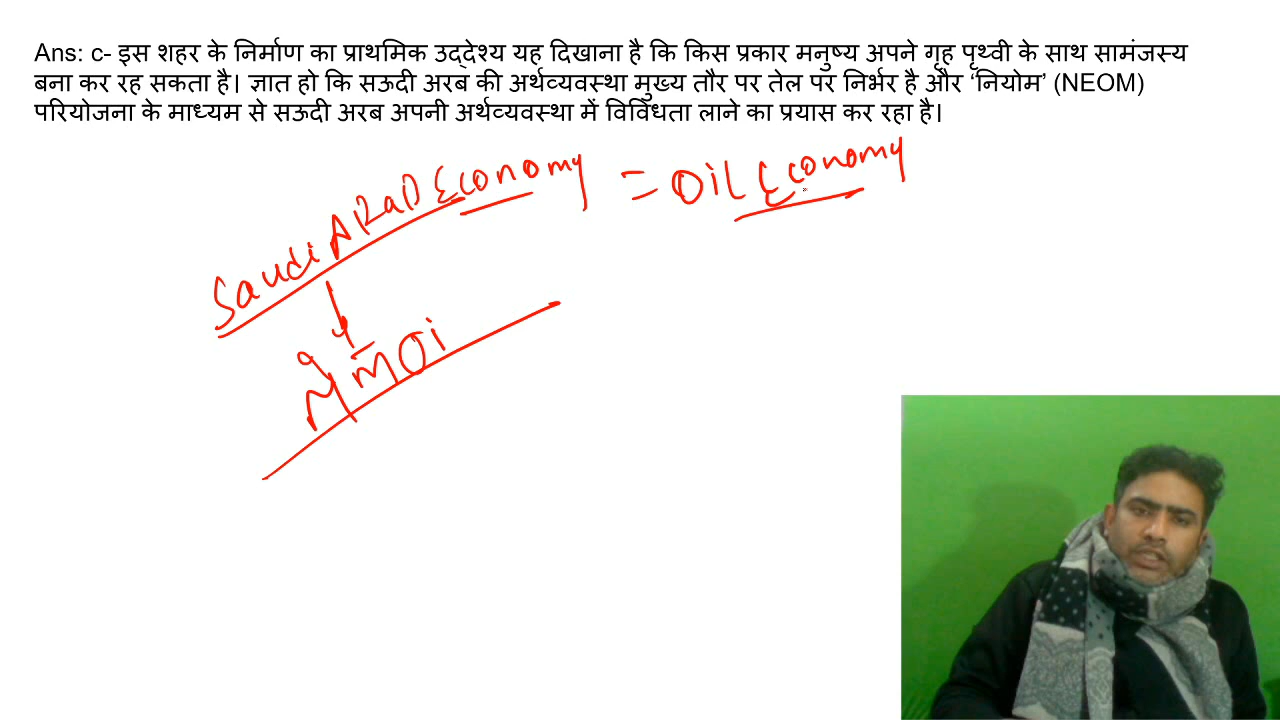 Ans: c- इस शहर के निर्माण का प्राथमिक उद्देश्य यह दिखाना है कि किस प्रकार मनुष्य अपने गृह पृथ्वी के साथ सामंजस्य
बना कर रह सकता है। ज्ञात हो कि सऊदी अरब की अर्थव्यवस्था मुख्य तौर पर तेल पर निर्भर है और ‘नियोम’ (NEOM)
परियोजना के माध्यम से सऊदी अरब अपनी अर्थव्यवस्था में विविधता लाने का प्रयास कर रहा है।
Saudi ARaD Economy = OiL Economy